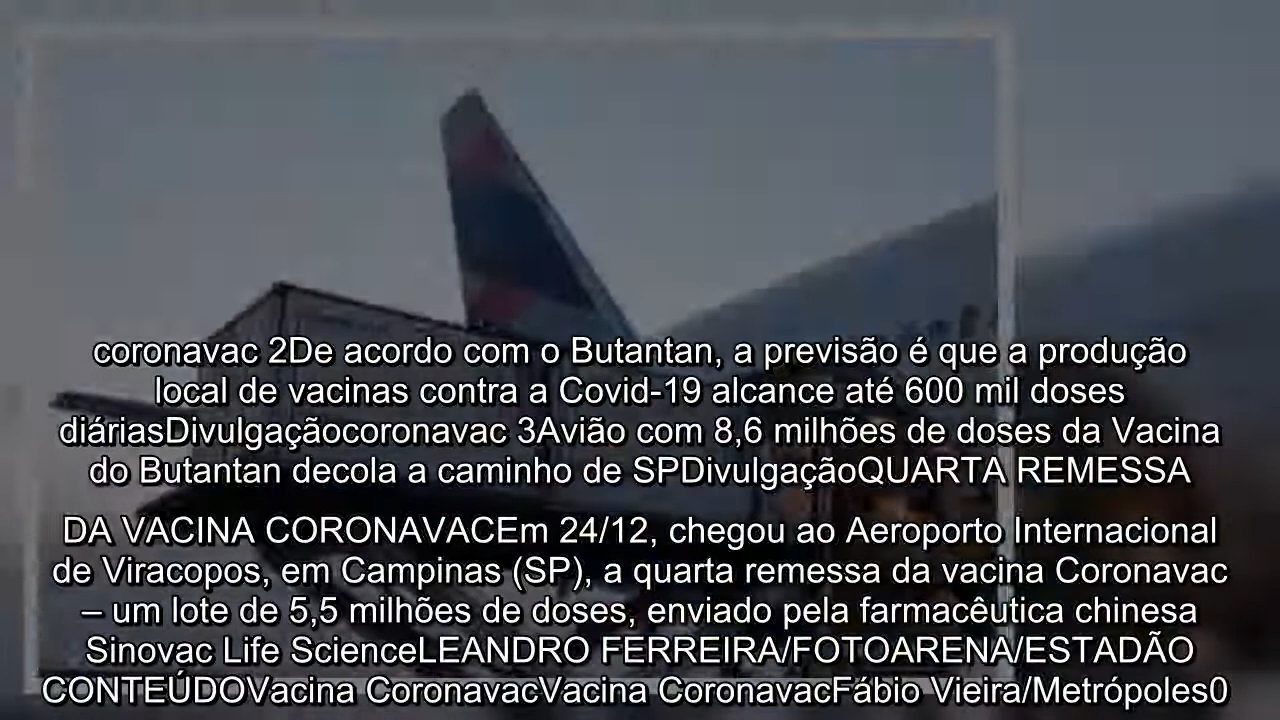 coronavac 2De acordo com o Butantan, a previsão é que a produção
local de vacinas contra a Covid-19 alcance até 600 mil doses
diáriasDivulgaçãocoronavac 3Avião com 8,6 milhões de doses da Vacina
do Butantan decola a caminho de SPDivulgaçãoQUARTA REMESSA
DA VACINA CORONAVACEm 24/12, chegou ao Aeroporto Internacional
de Viracopos, em Campinas (SP), a quarta remessa da vacina Coronavac
– um lote de 5,5 milhões de doses, enviado pela farmacêutica chinesa
Sinovac Life ScienceLEANDRO FERREIRA/FOTOARENA/ESTADÃO
CONTEÚDOVacina CoronavacVacina CoronavacFábio Vieira/Metrópoles0